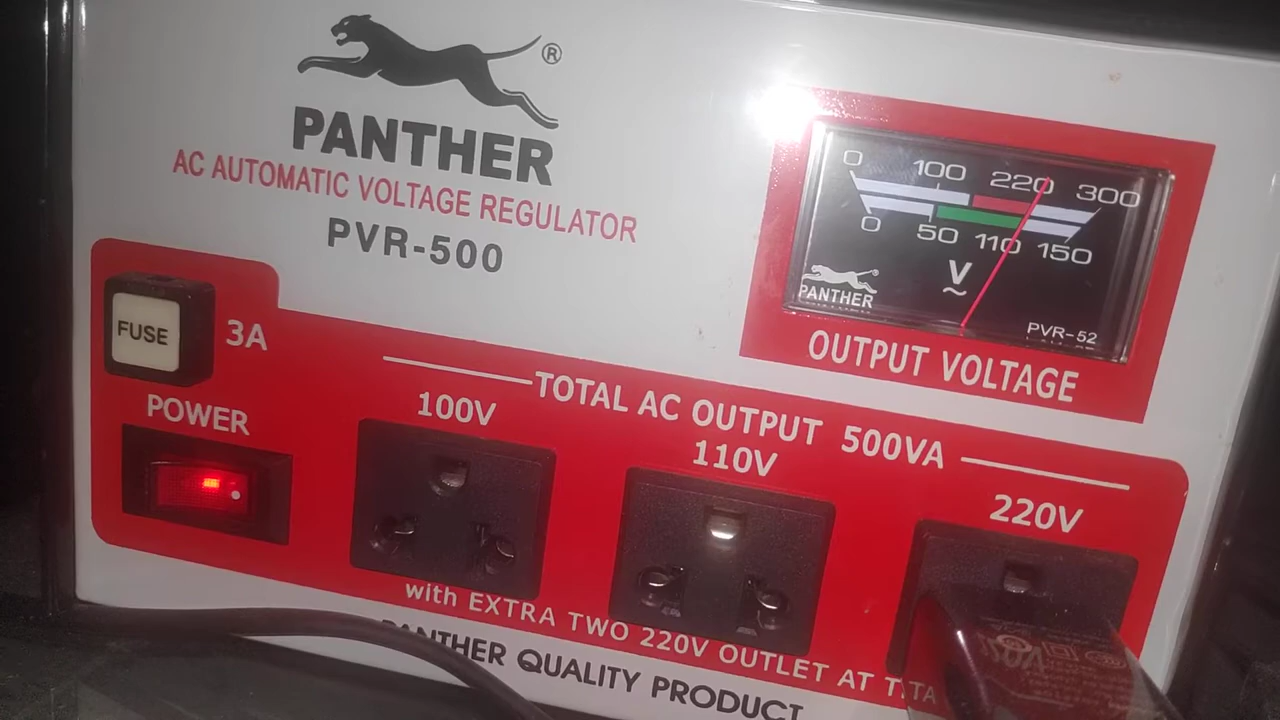 ®
PANTHER
AC AUTOMATIC VOLTAGE REGULATOR
PVR-500
0 100 220 300
0 50 110 150
V
~
PANTHER
PVR-52
OUTPUT VOLTAGE
FUSE
3A
POWER
TOTAL AC OUTPUT 500VA
100V
110V
220V
with EXTRA TWO 220V OUTLET AT
PANTHER QUALITY PRODUCT